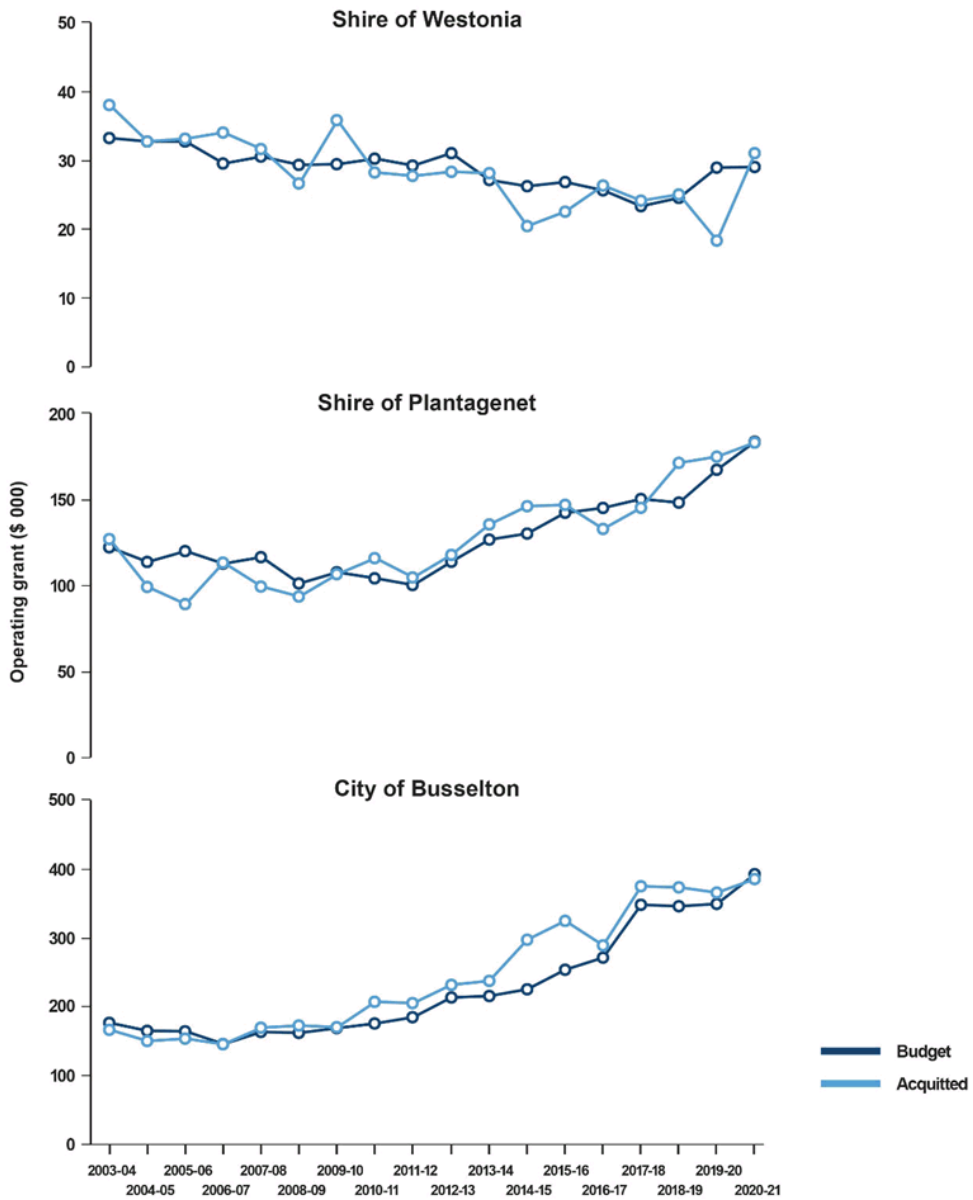 Shire of Westonia
50
40
30
20
10
0
Shire of Plantagenet
200
150
100
50
0
Operating grant ($ 000)
City of Busselton
500
400
300
200
100
0
Budget
Acquitted
2003-04 2005-06 2007-08 2009-10 2011-12 2013-14 2015-16 2017-18 2019-20
2004-05 2006-07 2008-09 2010-11 2012-13 2014-15 2016-17 2018-19 2020-21